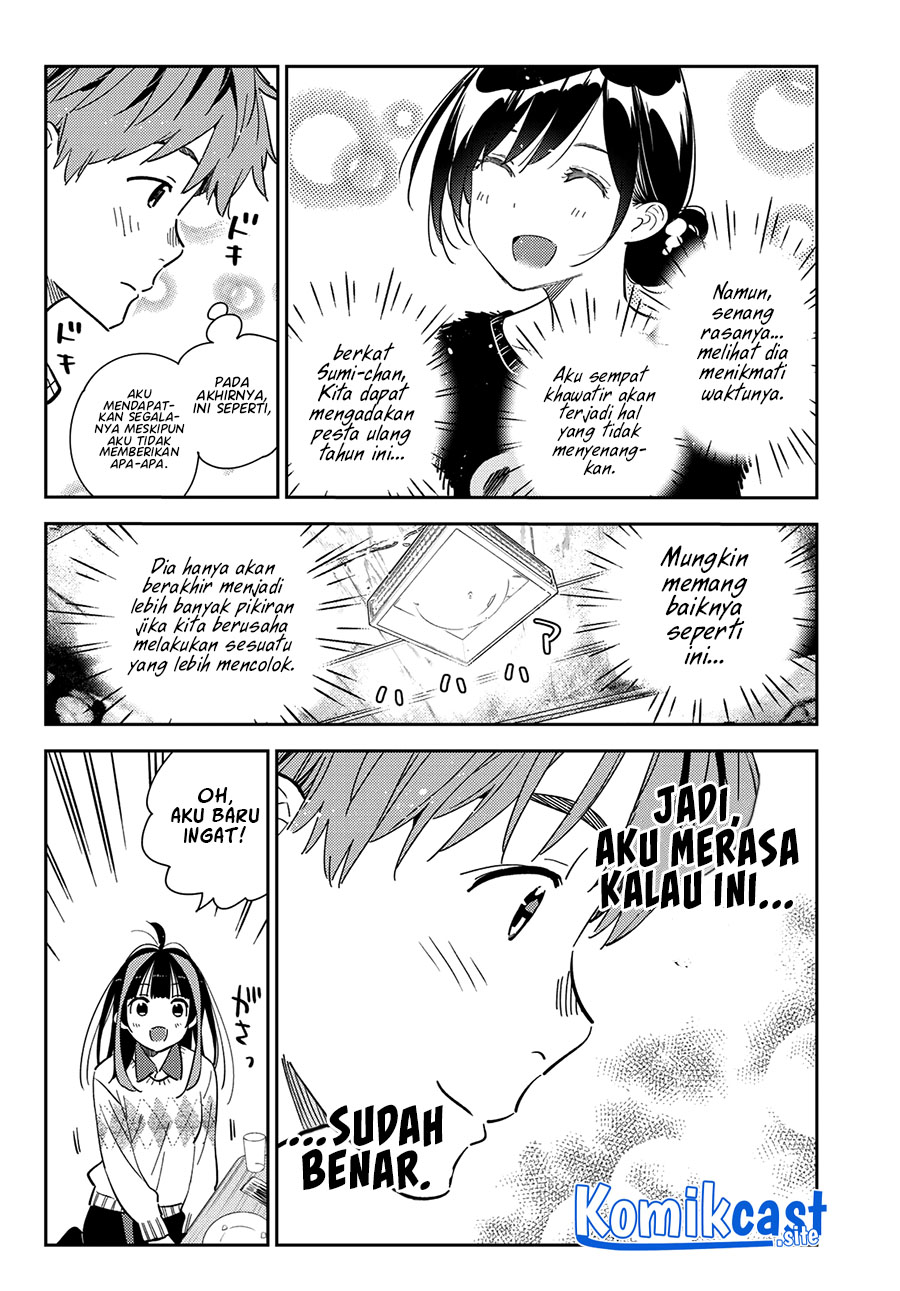 Namun,
senang
rasanya...
melihat dia
menikmati
waktunya.
Aku sempat
khawatir akan
terjadi hal
yang tidak
menyenang-
kan.
berkat
Sumi-chan,
Kita dapat
mengadakan
pesta ulang
tahun ini...
ドキ
ドキ
PADA
AKHIRNYA,
INI SEPERTI,
AKU
MENDAPAT-
KAN SEGALA-
NYA MESKIPUN
AKU TIDAK
MEMBERIKAN
APA-APA.
Mungkin
memang
baiknya
seperti
ini...
Dia hanya akan
berakhir menjadi
lebih banyak pikiran
jika kita berusaha
melakukan sesuatu
yang lebih mencolok.
JADI,
AKU MERASA
KALAU INI...
...SUDAH
BENAR.
OH,
AKU BARU
INGAT!
がさっ
Komikcast
.site